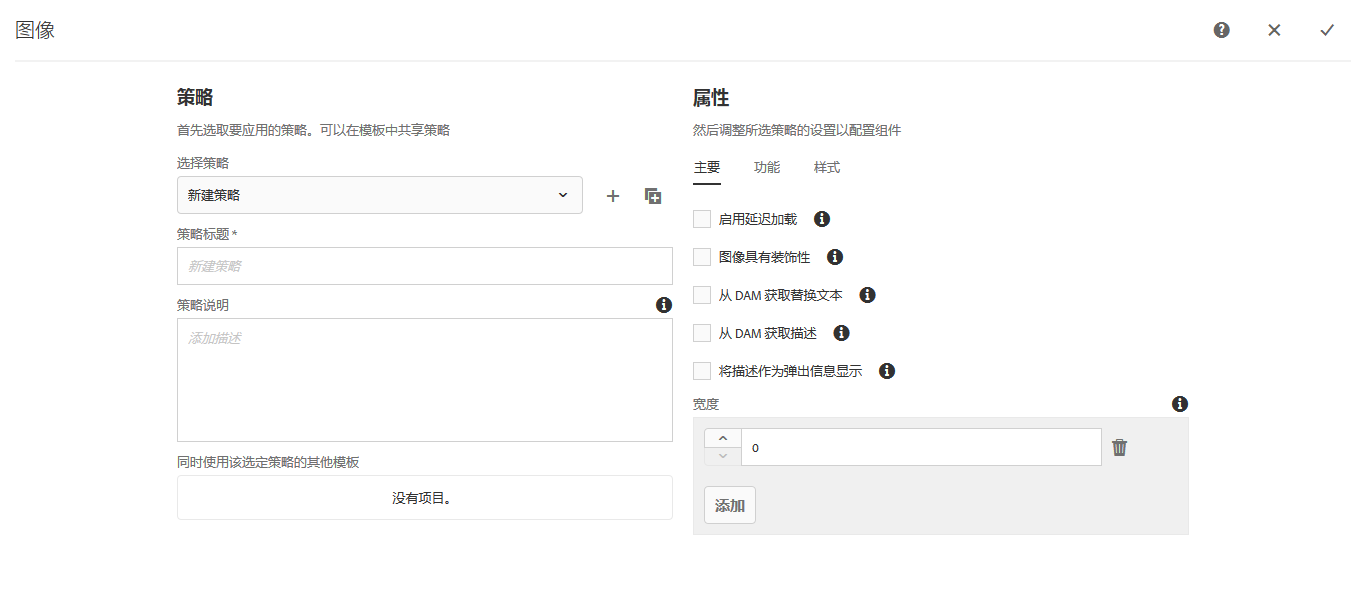 图像
策略
首先选取要应用的策略。可以在模板中共享策略
选择策略
新建策略
策略标题 *
新建策略
策略说明
添加描述
同时使用该选定策略的其他模板
没有项目。
属性
然后调整所选策略的设置以配置组件
主要 功能 样式
启用延迟加载
图像具有装饰性
从 DAM 获取替换文本
从 DAM 获取描述
将描述作为弹出信息显示
宽度
0
添加